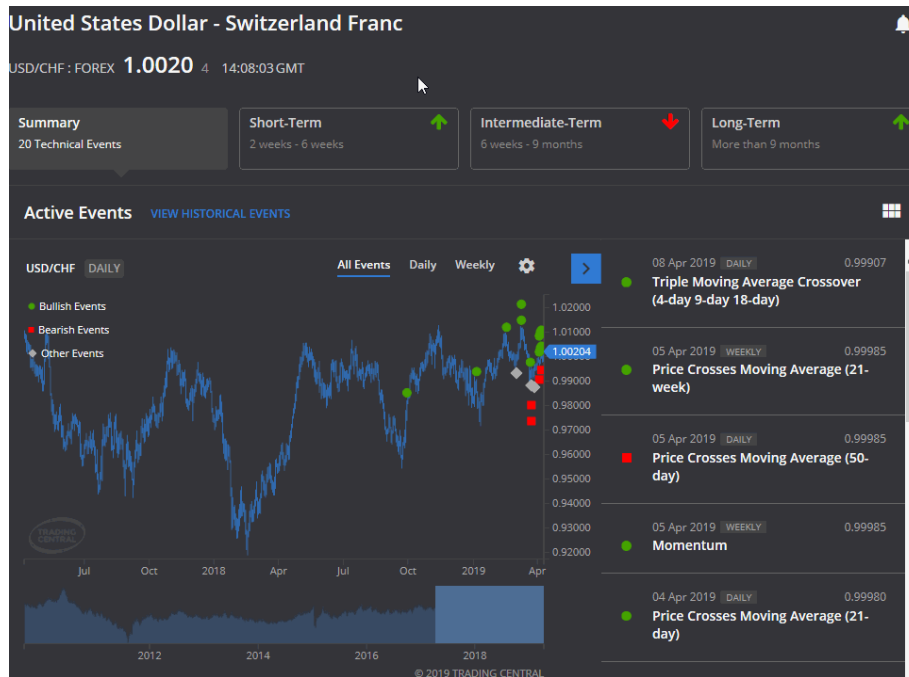 United States Dollar - Switzerland Franc
USD/CHF : FOREX 1.0020 4 14:08:03 GMT
Summary
20 Technical Events
Short-Term
2 weeks - 6 weeks
Intermediate-Term
6 weeks - 9 months
Long-Term
More than 9 months
Active Events VIEW HISTORICAL EVENTS
USD/CHF DAILY
All Events Daily Weekly
Bullish Events
Bearish Events
Other Events
1.02000
1.01000
1.00204
0.99000
0.98000
0.97000
0.96000
0.95000
0.94000
0.93000
0.92000
TRADING
CENTRAL
Jul Oct 2018 Apr Jul Oct 2019 Apr
2012 2014 2016 2018
© 2019 TRADING CENTRAL
08 Apr 2019 DAILY 0.99907
Triple Moving Average Crossover
(4-day 9-day 18-day)
05 Apr 2019 WEEKLY 0.99985
Price Crosses Moving Average (21-
week)
05 Apr 2019 DAILY 0.99985
Price Crosses Moving Average (50-
day)
05 Apr 2019 WEEKLY 0.99985
Momentum
04 Apr 2019 DAILY 0.99980
Price Crosses Moving Average (21-
day)